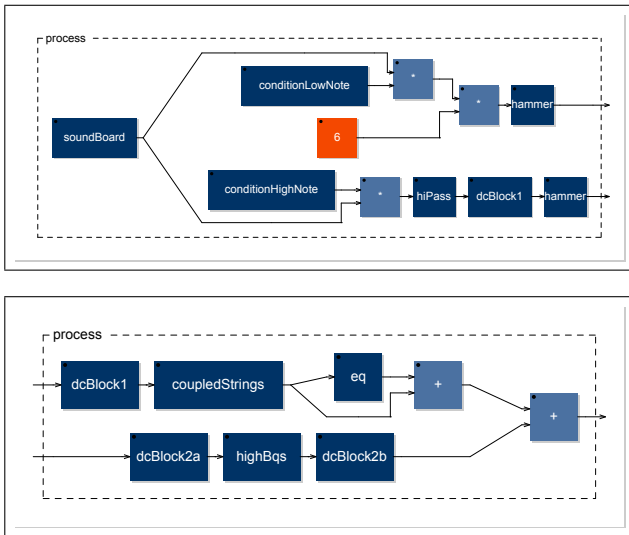 process
*
conditionLowNote
*
hammer
soundBoard
6
conditionHighNote
*
hiPass
dcBlock1
hammer
process
dcBlock1
coupledStrings
eq
+
+
dcBlock2a
highBqs
dcBlock2b